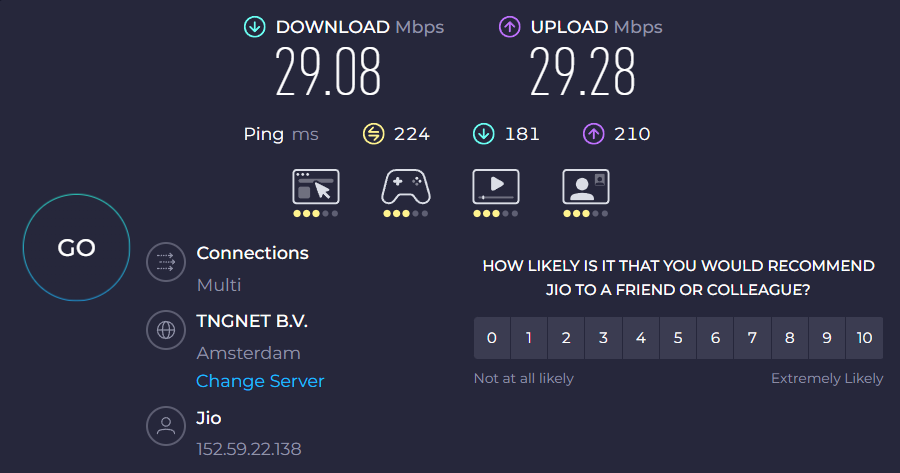 DOWNLOAD Mbps
29.08
UPLOAD Mbps
29.28
Ping ms 224 181 210
GO
Connections
Multi
TNGNET B.V.
Amsterdam
Change Server
Jio
152.59.22.138
HOW LIKELY IS IT THAT YOU WOULD RECOMMEND
JIO TO A FRIEND OR COLLEAGUE?
0 1 2 3 4 5 6 7 8 9 10
Not at all likely Extremely Likely